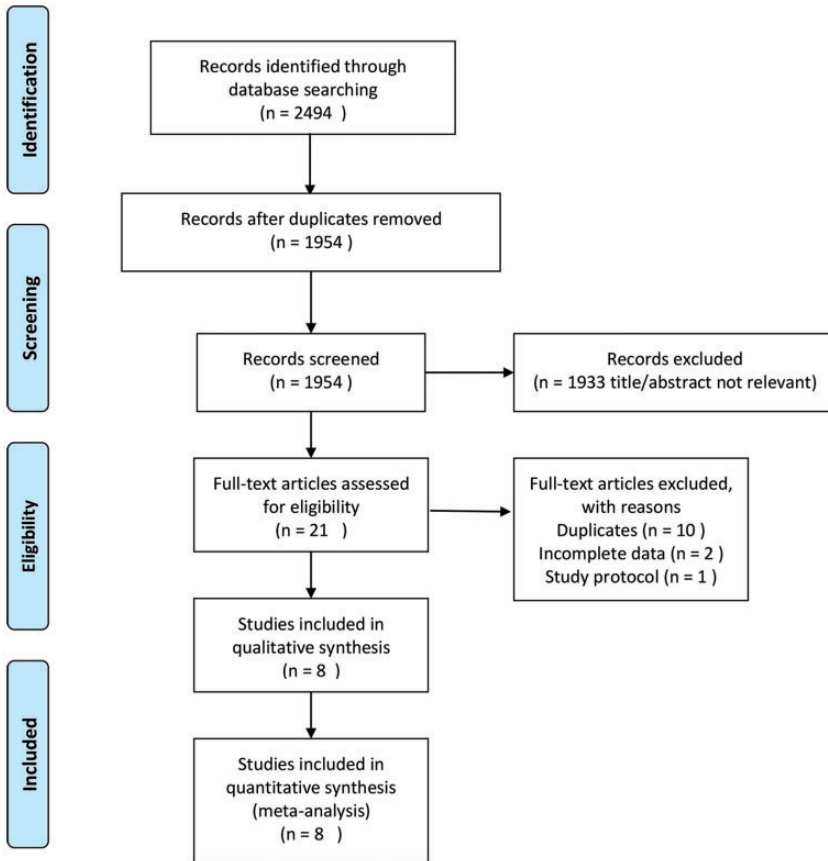 Identification
Records identified through
database searching
(n = 2494 )
Records after duplicates removed
(n = 1954 )
Screening
Records screened
(n = 1954 )
Records excluded
(n = 1933 title/abstract not relevant)
Eligibility
Full-text articles assessed
for eligibility
(n = 21 )
Full-text articles excluded,
with reasons
Duplicates (n = 10 )
Incomplete data (n = 2 )
Study protocol (n = 1 )
Studies included in
qualitative synthesis
(n = 8 )
Included
Studies included in
quantitative synthesis
(meta-analysis)
(n = 8 )